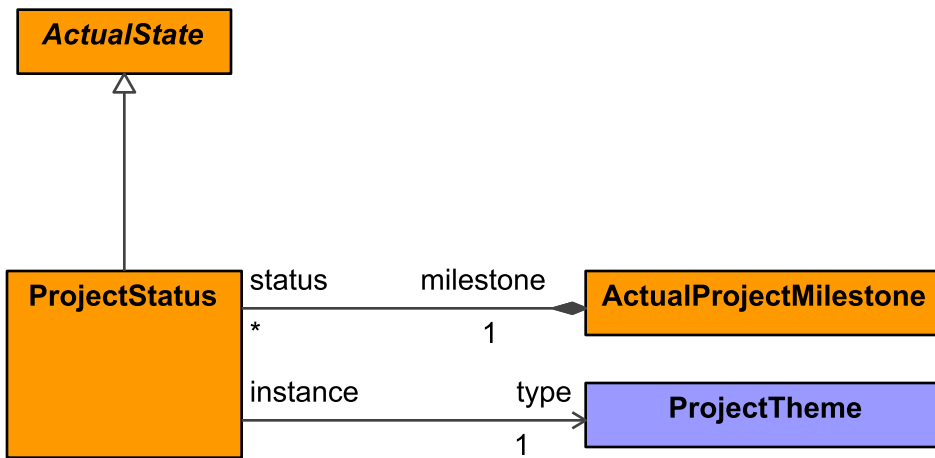 ActualState
ProjectStatus
status
milestone
ActualProjectMilestone
*
1
instance
type
ProjectTheme
1